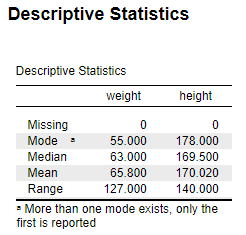 Descriptive Statistics
Descriptive Statistics
weight height
Missing 0 0
Mode ᵃ 55.000 178.000
Median 63.000 169.500
Mean 65.800 170.020
Range 127.000 140.000
ᵃ More than one mode exists, only the
first is reported